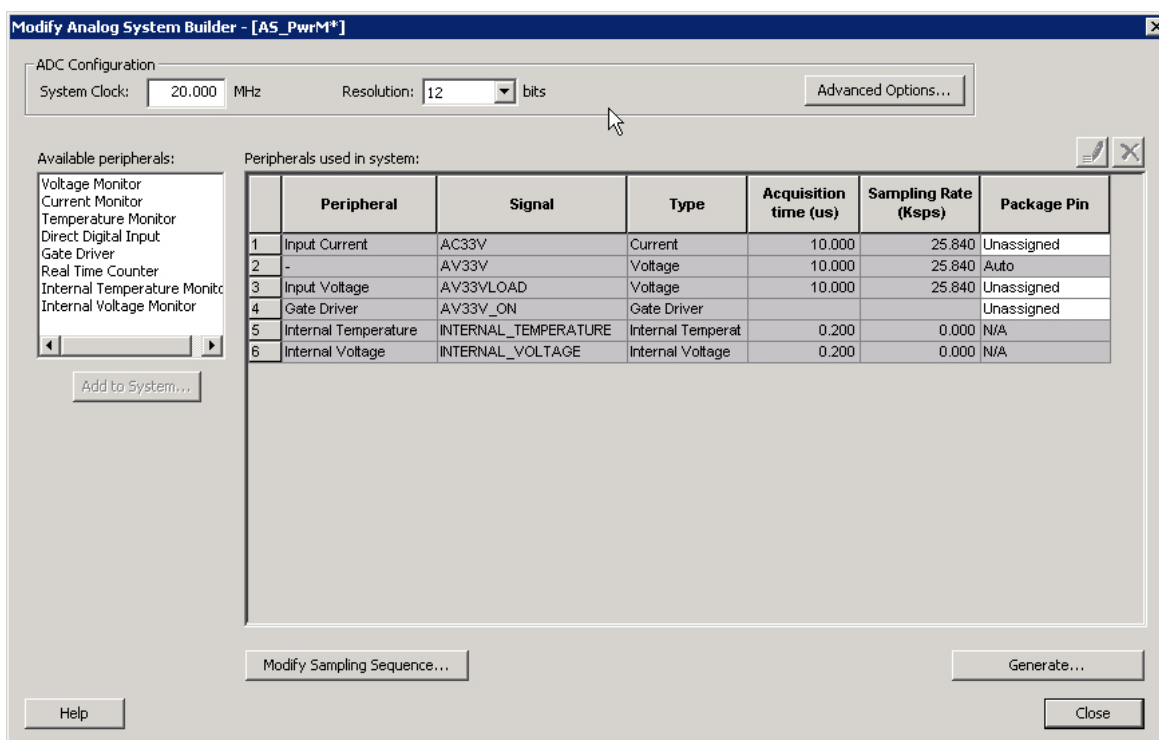 Modify Analog System Builder - [AS_PwrM*]
ADC Configuration
System Clock: 20.000 MHz Resolution: 12 bits Advanced Options...
Available peripherals:
Voltage Monitor
Current Monitor
Temperature Monitor
Direct Digital Input
Gate Driver
Real Time Counter
Internal Temperature Monito
Internal Voltage Monitor
Add to System...
Peripherals used in system:
Peripheral Signal Type Acquisition time (us) Sampling Rate (Ksps) Package Pin
1 Input Current AC33V Current 10.000 25.840 Unassigned
2 - AV33V Voltage 10.000 25.840 Auto
3 Input Voltage AV33VLOAD Voltage 10.000 25.840 Unassigned
4 Gate Driver AV33V_ON Gate Driver Unassigned
5 Internal Temperature INTERNAL_TEMPERATURE Internal Temperat 0.200 0.000 N/A
6 Internal Voltage INTERNAL_VOLTAGE Internal Voltage 0.200 0.000 N/A
Modify Sampling Sequence... Generate...
Help Close